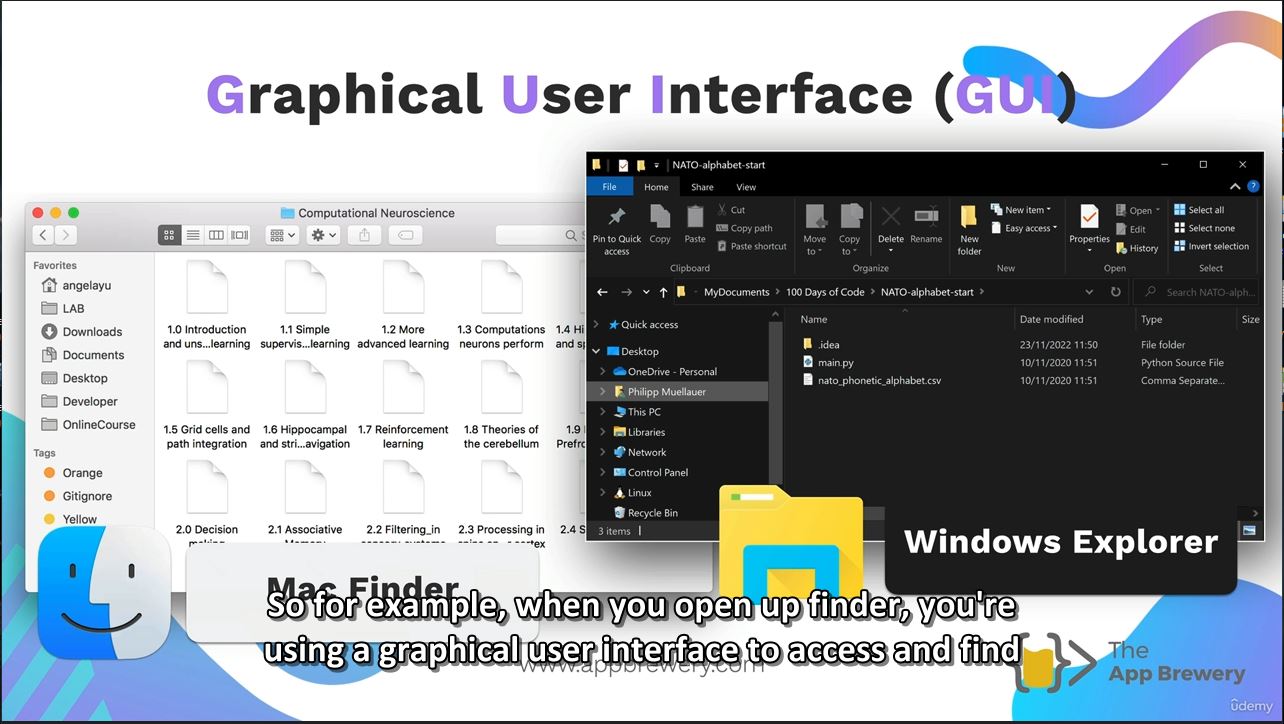 Graphical User Interface (GUI)
Computational Neuroscience
Favorites
angelayu
LAB
Downloads
Documents
Desktop
Developer
OnlineCourse
Tags
Orange
Gitignore
Yellow
1.0 Introduction
and uns...learning
1.1 Simple
supervis...learning
1.2 More
advanced learning
1.3 Computations
neurons perform
1.4 Hi
and sp
1.5 Grid cells and
path integration
1.6 Hippocampal
and stri...avigation
1.7 Reinforcement
learning
1.8 Theories of
the cerebellum
1.9
Prefro
2.0 Decision
making
2.1 Associative
Memory
2.2 Filtering_in
sensory systems
2.3 Processing in
2.4 S
NATO-alphabet-start
File Home Share View
Pin to Quick
access
Copy
Paste
Cut
Copy path
Paste shortcut
Clipboard
Move
to
Copy
to
Delete
Rename
Organize
New
folder
New item
Easy access
New
Properties
Open
Edit
History
Open
Select all
Select none
Invert selection
Select
MyDocuments > 100 Days of Code > NATO-alphabet-start >
Search NATO-alph...
Quick access
Desktop
OneDrive - Personal
Philipp Muellauer
This PC
Libraries
Network
Control Panel
Linux
Recycle Bin
Name Date modified Type Size
.idea 23/11/2022 11:50 File folder
main.py 10/11/2020 11:51 Python Source File
nato_phonetic_alphabet.csv 10/11/2020 11:51 Comma Separate...
3 items
Mac Finder
Windows Explorer
So for example, when you open up finder, you're
using a graphical user interface to access and find
www.appbrewery.com
The
App Brewery
ûdemy